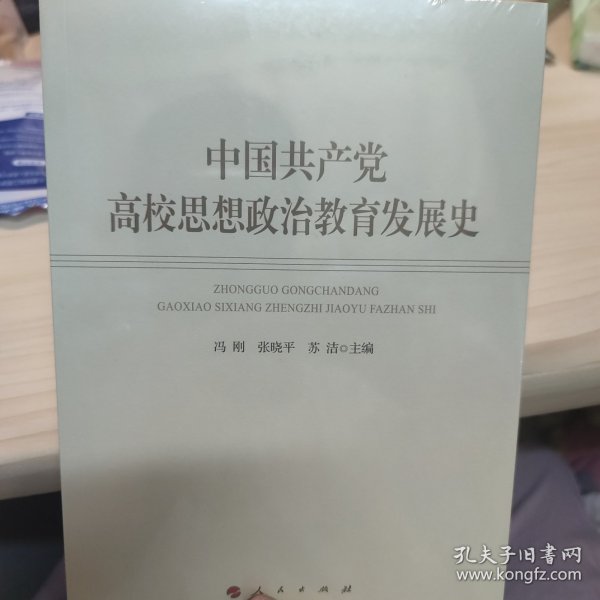 中国共产党
高校思想政治教育发展史
ZHONGGUO GONGCHANDANG
GAOXIAO SIXIANG ZHENGZHI JIAOYU FAZHAN SHI
冯 刚 张晓平 苏 洁◎主编
人民出版社
孔夫子旧书网
www.kongfz.com